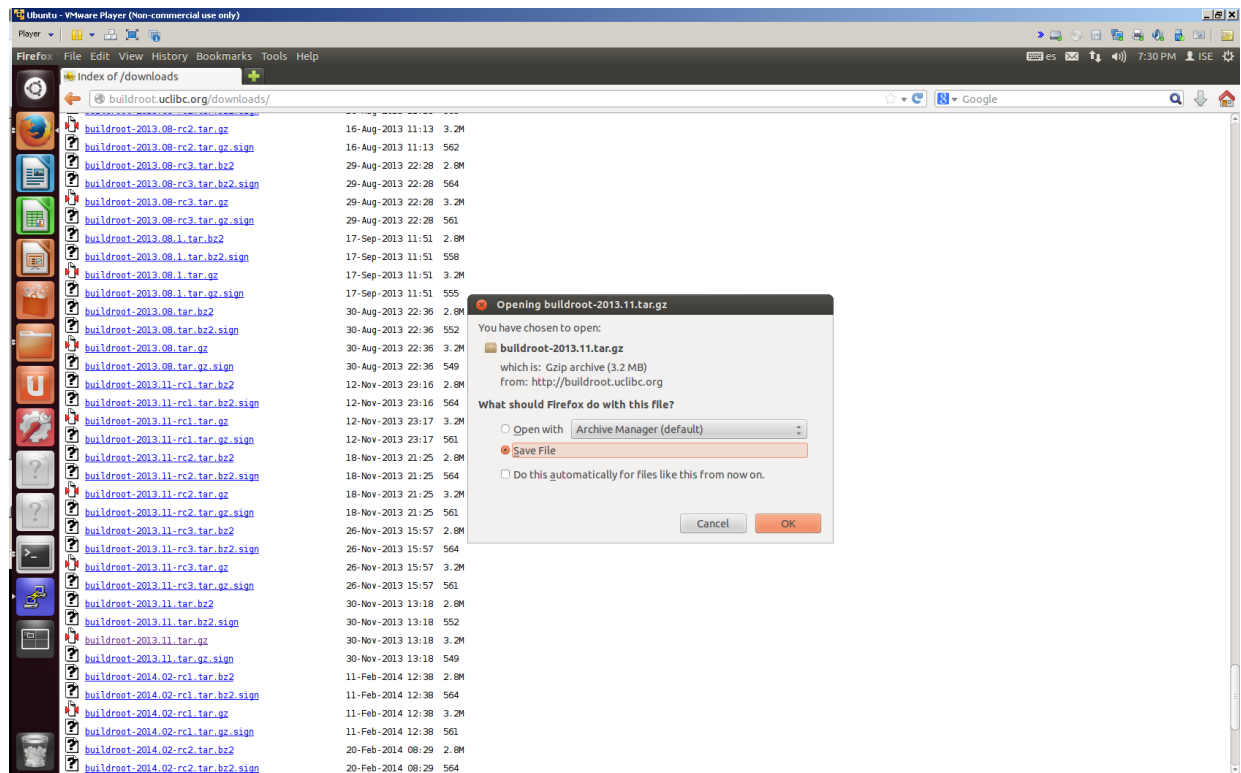 Ubuntu - VMware Player (Non-commercial use only)
Player
Firefox File Edit View History Bookmarks Tools Help
es 7:30 PM ISE
Index of /downloads
buildroot.uclibc.org/downloads/
Google
buildroot-2013.08-rc2.tar.gz 16-Aug-2013 11:13 3.2M
buildroot-2013.08-rc2.tar.gz.sign 16-Aug-2013 11:13 562
buildroot-2013.08-rc3.tar.bz2 29-Aug-2013 22:28 2.8M
buildroot-2013.08-rc3.tar.bz2.sign 29-Aug-2013 22:28 564
buildroot-2013.08-rc3.tar.gz 29-Aug-2013 22:28 3.2M
buildroot-2013.08-rc3.tar.gz.sign 29-Aug-2013 22:28 561
buildroot-2013.08.1.tar.bz2 17-Sep-2013 11:51 2.8M
buildroot-2013.08.1.tar.bz2.sign 17-Sep-2013 11:51 558
buildroot-2013.08.1.tar.gz 17-Sep-2013 11:51 3.2M
buildroot-2013.08.1.tar.gz.sign 17-Sep-2013 11:51 555
buildroot-2013.08.tar.bz2 30-Aug-2013 22:36 2.8M
buildroot-2013.08.tar.bz2.sign 30-Aug-2013 22:36 552
buildroot-2013.08.tar.gz 30-Aug-2013 22:36 3.2M
buildroot-2013.08.tar.gz.sign 30-Aug-2013 22:36 549
buildroot-2013.11-rc1.tar.bz2 12-Nov-2013 23:16 2.8M
buildroot-2013.11-rc1.tar.bz2.sign 12-Nov-2013 23:16 564
buildroot-2013.11-rc1.tar.gz 12-Nov-2013 23:17 3.2M
buildroot-2013.11-rc1.tar.gz.sign 12-Nov-2013 23:17 561
buildroot-2013.11-rc2.tar.bz2 18-Nov-2013 21:25 2.8M
buildroot-2013.11-rc2.tar.bz2.sign 18-Nov-2013 21:25 564
buildroot-2013.11-rc2.tar.gz 18-Nov-2013 21:25 3.2M
buildroot-2013.11-rc2.tar.gz.sign 18-Nov-2013 21:25 561
buildroot-2013.11-rc3.tar.bz2 26-Nov-2013 15:57 2.8M
buildroot-2013.11-rc3.tar.bz2.sign 26-Nov-2013 15:57 564
buildroot-2013.11-rc3.tar.gz 26-Nov-2013 15:57 3.2M
buildroot-2013.11-rc3.tar.gz.sign 26-Nov-2013 15:57 561
buildroot-2013.11.tar.bz2 30-Nov-2013 13:18 2.8M
buildroot-2013.11.tar.bz2.sign 30-Nov-2013 13:18 552
buildroot-2013.11.tar.gz 30-Nov-2013 13:18 3.2M
buildroot-2013.11.tar.gz.sign 30-Nov-2013 13:18 549
buildroot-2014.02-rc1.tar.bz2 11-Feb-2014 12:38 2.8M
buildroot-2014.02-rc1.tar.bz2.sign 11-Feb-2014 12:38 564
buildroot-2014.02-rc1.tar.gz 11-Feb-2014 12:38 3.2M
buildroot-2014.02-rc1.tar.gz.sign 11-Feb-2014 12:38 561
buildroot-2014.02-rc2.tar.bz2 20-Feb-2014 08:29 2.8M
buildroot-2014.02-rc2.tar.bz2.sign 20-Feb-2014 08:29 564
Opening buildroot-2013.11.tar.gz
You have chosen to open:
buildroot-2013.11.tar.gz
which is: Gzip archive (3.2 MB)
from: http://buildroot.uclibc.org
What should Firefox do with this file?
Open with Archive Manager (default)
Save File
Do this automatically for files like this from now on.
Cancel OK